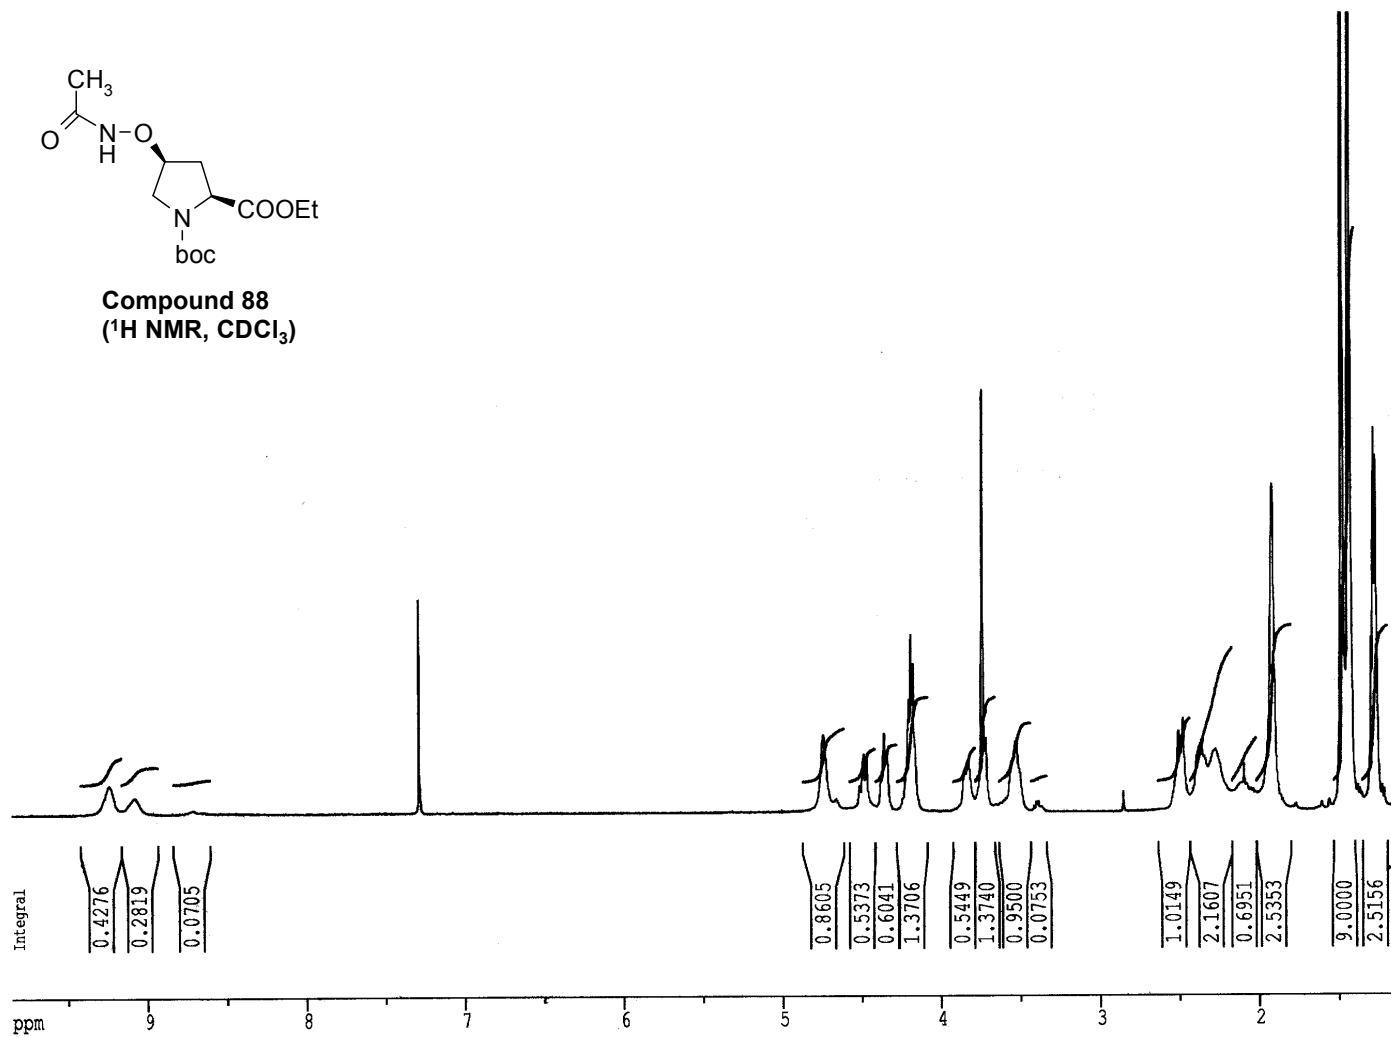 CH3
O
N
H
O
N
COOEt
boc
Compound 88
(¹H NMR, CDCl₃)
Integral
0.4276
0.2819
0.0705
0.8605
0.5373
0.6041
1.3706
0.5449
1.3740
0.9500
0.0753
1.0149
2.1607
0.6951
2.5353
9.0000
2.5156
ppm 9 8 7 6 5 4 3 2